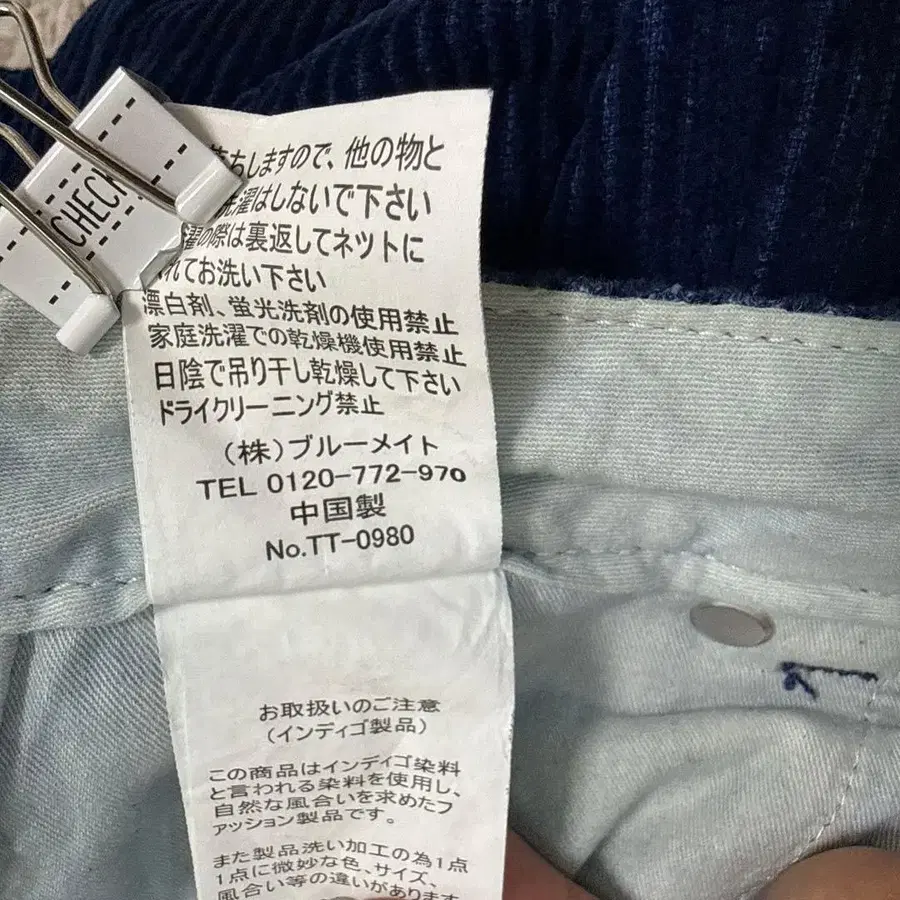 CHECK
落ちしますので、他の物と
洗濯はしないで下さい
洗濯の際は裏返してネットに
入れてお洗い下さい
漂白剤、蛍光洗剤の使用禁止
家庭洗濯での乾燥機使用禁止
日陰で吊り干し乾燥して下さい
ドライクリーニング禁止
(株)ブルーメイト
TEL 0120-772-970
中国製
No.TT-0980
お取扱いのご注意
(インディゴ製品)
この商品はインディゴ染料
と言われる染料を使用し、
自然な風合いを求めたフ
ァッション製品です。
また製品洗い加工の為1点
1点に微妙な色、サイズ、
風合い等の違いがあります